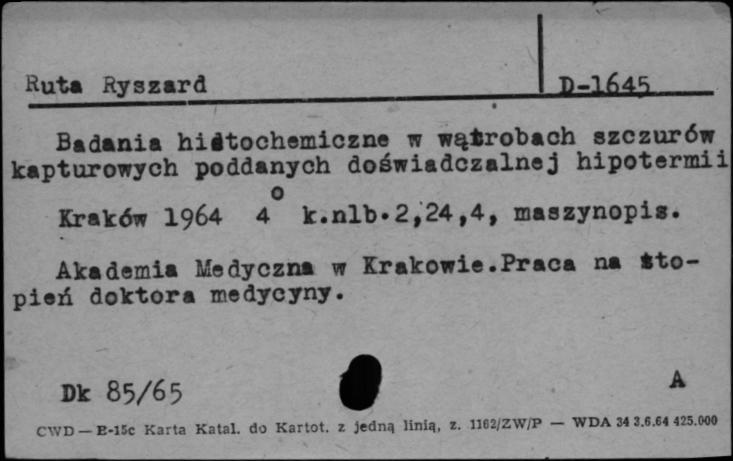 Ruta Ryszard D-1645
Badania histochemiczne w wątrobach szczurów
kapturowych poddanych doświadczalnej hipotermii
Kraków 1964 4° k.nlb.2,24,4, maszynopis.
Akademia Medyczna w Krakowie.Praca na sto-
pień doktora medycyny.
Dk 85/65 A
CWD — E-15c Karta Katal. do Kartot. z jedną linią, z. 1162/ZW/P — WDA 34 3.6.64 425.000